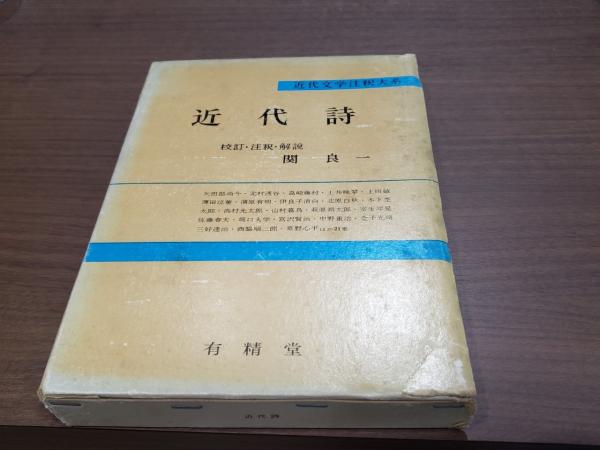 近代文学注釈大系
近代詩
校訂・注釈・解説
関良一
矢田部尚今・北村透谷・島崎藤村・土井晩翠・上田敏
薄田泣菫・蒲原有明・伊良子清白・北原白秋・木下杢
太郎・高村光太郎・山村暮鳥・萩原朔太郎・室生犀星
佐藤春夫・堀口大学・宮沢賢治・中野重治・金子光晴
三好達治・西脇順三郎・草野心平ほか
有精堂
近代詩